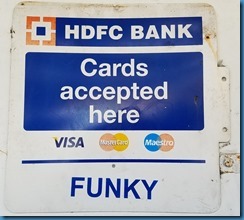 HDFC BANK
Cards
accepted
here
VISA MasterCard Maestro
FUNKY